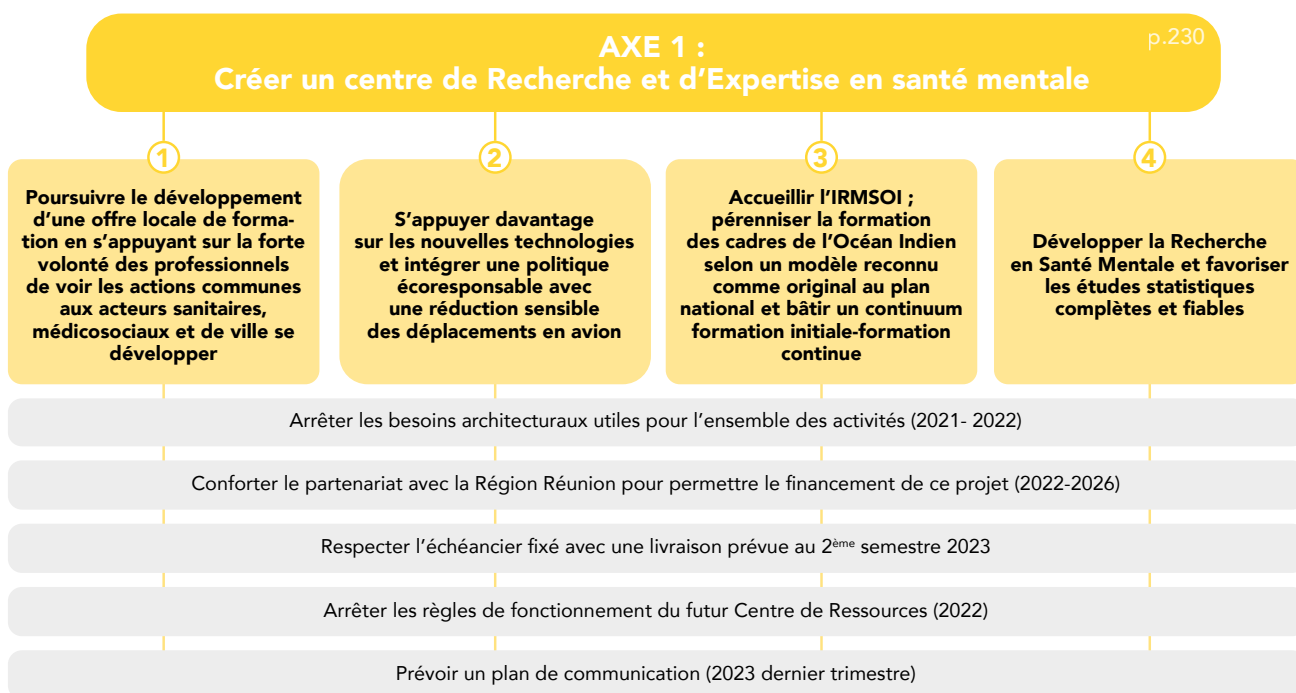 AXE 1 :
p.230
Créer un centre de Recherche et d'Expertise en santé mentale
1
Poursuivre le développement
d'une offre locale de forma-
tion en s'appuyant sur la forte
volonté des professionnels
de voir les actions communes
aux acteurs sanitaires,
médicosociaux et de ville se
développer
2
S'appuyer davantage
sur les nouvelles technologies
et intégrer une politique
écoresponsable avec
une réduction sensible
des déplacements en avion
3
Accueillir l'IRMSOI ;
pérenniser la formation
des cadres de l'Océan Indien
selon un modèle reconnu
comme original au plan
national et bâtir un continuum
formation initiale-formation
continue
4
Développer la Recherche
en Santé Mentale et favoriser
les études statistiques
complètes et fiables
Arrêter les besoins architecturaux utiles pour l'ensemble des activités (2021- 2022)
Conforter le partenariat avec la Région Réunion pour permettre le financement de ce projet (2022-2026)
Respecter l'échéancier fixé avec une livraison prévue au 2ème semestre 2023
Arrêter les règles de fonctionnement du futur Centre de Ressources (2022)
Prévoir un plan de communication (2023 dernier trimestre)